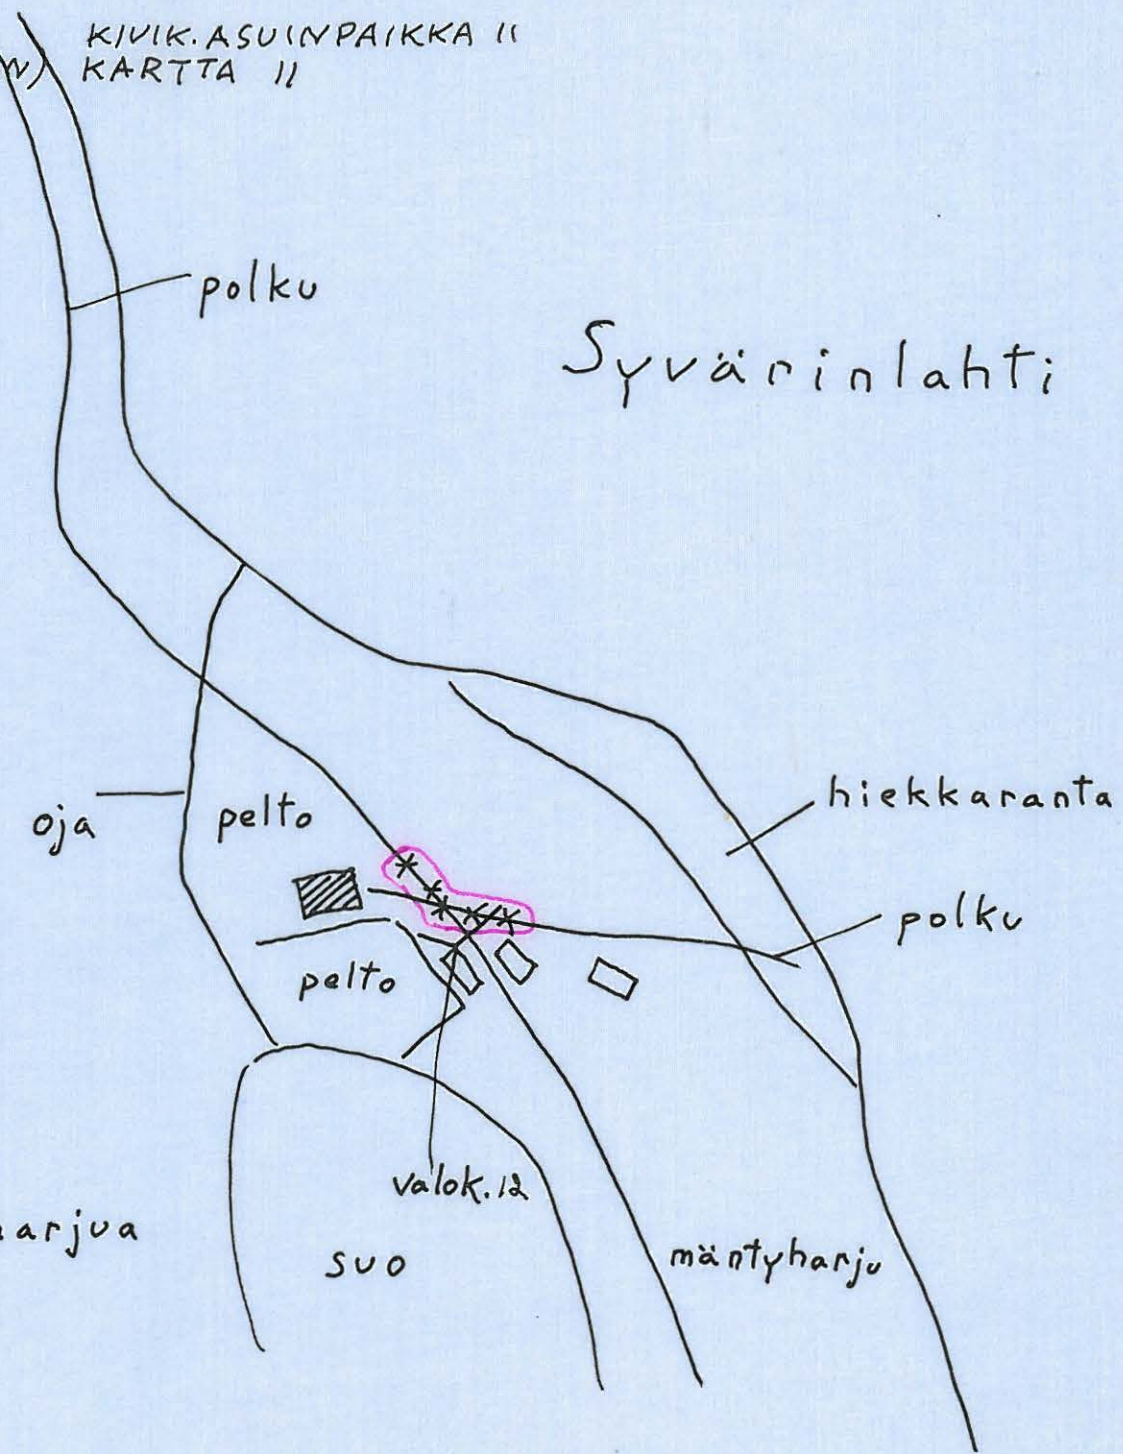 KIVIK. ASUINPAIKKA II
N) KARTTA II
polku
Syvärinlahti
hiekkaranta
oja
pelto
polku
pelto
valok. 12
arjua
suo
mäntyharju